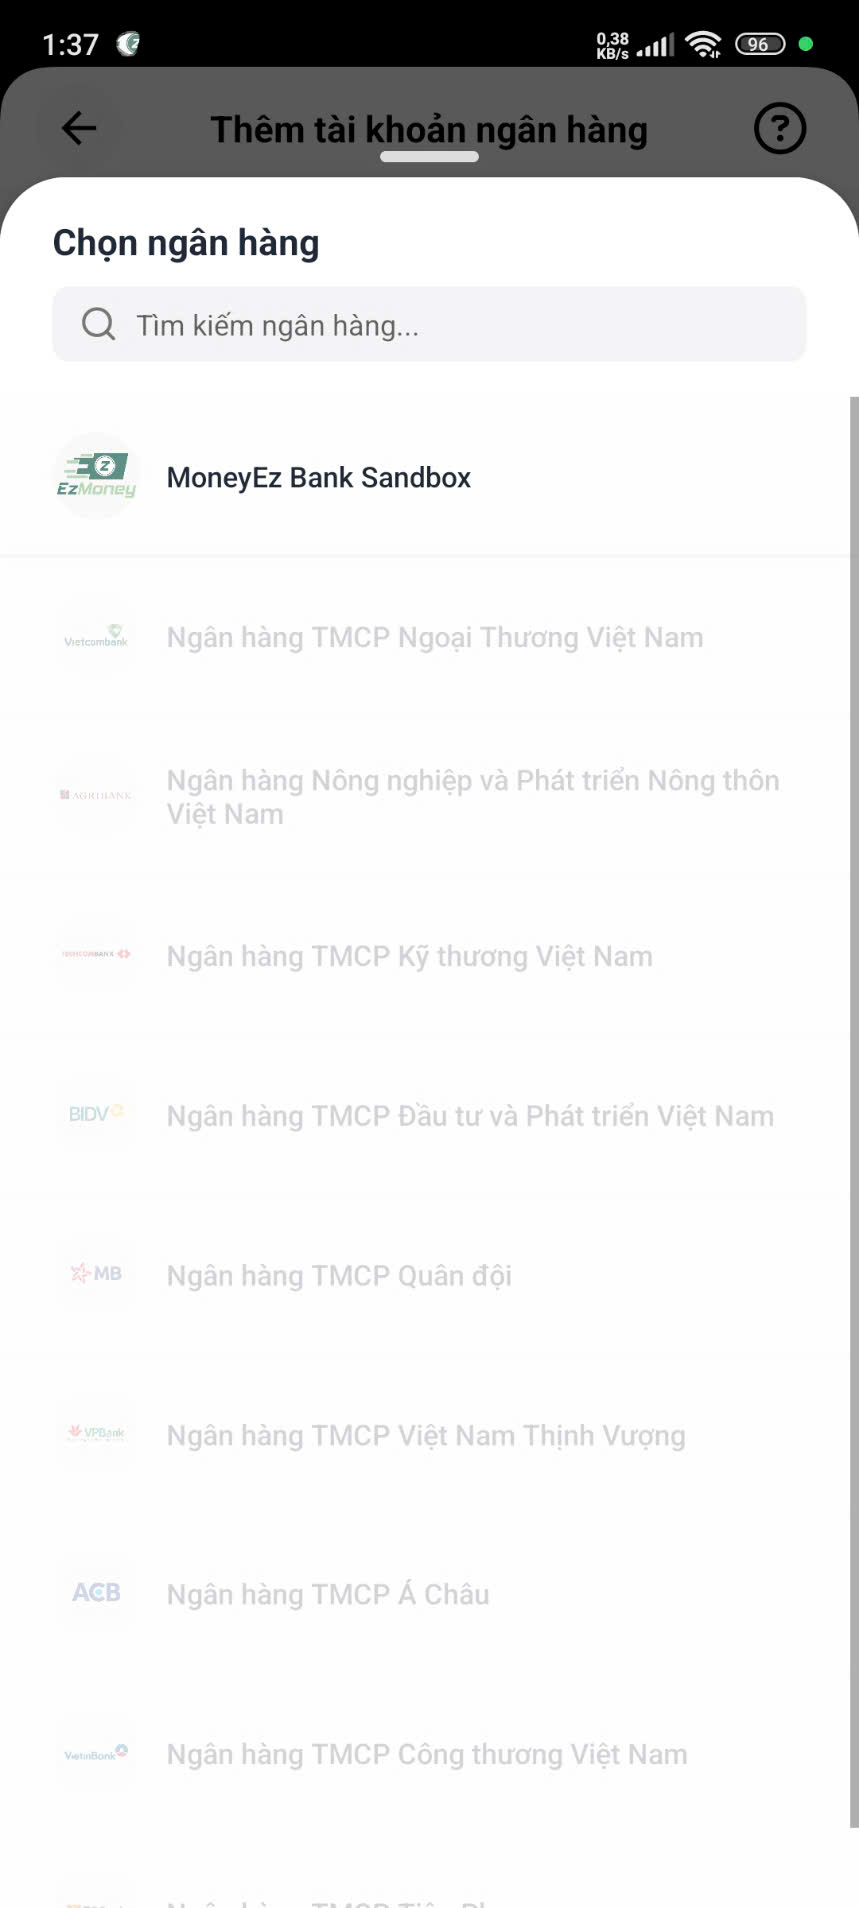 1:37
0,38
KB/s
96
Thêm tài khoản ngân hàng
?
Chọn ngân hàng
Tìm kiếm ngân hàng...
EzMoney
MoneyEz Bank Sandbox
Vietcombank
Ngân hàng TMCP Ngoại Thương Việt Nam
AGRIBANK
Ngân hàng Nông nghiệp và Phát triển Nông thôn
Việt Nam
TECHCOMBANK
Ngân hàng TMCP Kỹ thương Việt Nam
BIDV
Ngân hàng TMCP Đầu tư và Phát triển Việt Nam
MB
Ngân hàng TMCP Quân đội
VPBank
Ngân hàng TMCP Việt Nam Thịnh Vượng
ACB
Ngân hàng TMCP Á Châu
VietinBank
Ngân hàng TMCP Công thương Việt Nam